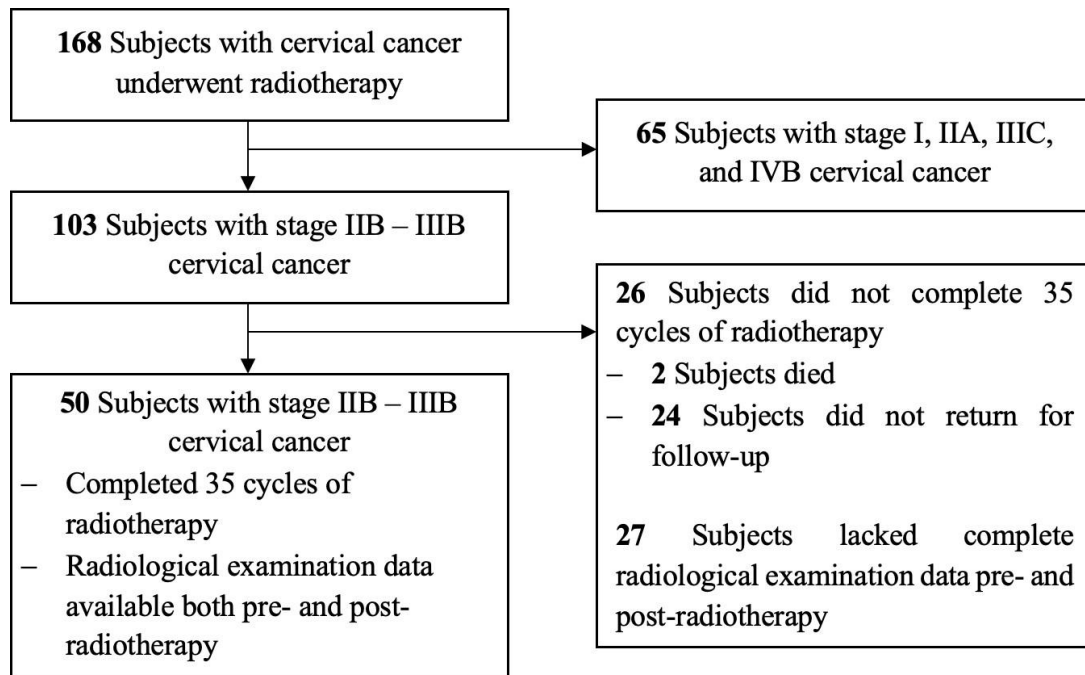 168 Subjects with cervical cancer
underwent radiotherapy
65 Subjects with stage I, IIA, IIIC,
and IVB cervical cancer
103 Subjects with stage IIB – IIIB
cervical cancer
26 Subjects did not complete 35
cycles of radiotherapy
– 2 Subjects died
– 24 Subjects did not return for
follow-up
27 Subjects lacked complete
radiological examination data pre- and
post-radiotherapy
50 Subjects with stage IIB – IIIB
cervical cancer
– Completed 35 cycles of
radiotherapy
– Radiological examination data
available both pre- and post-
radiotherapy